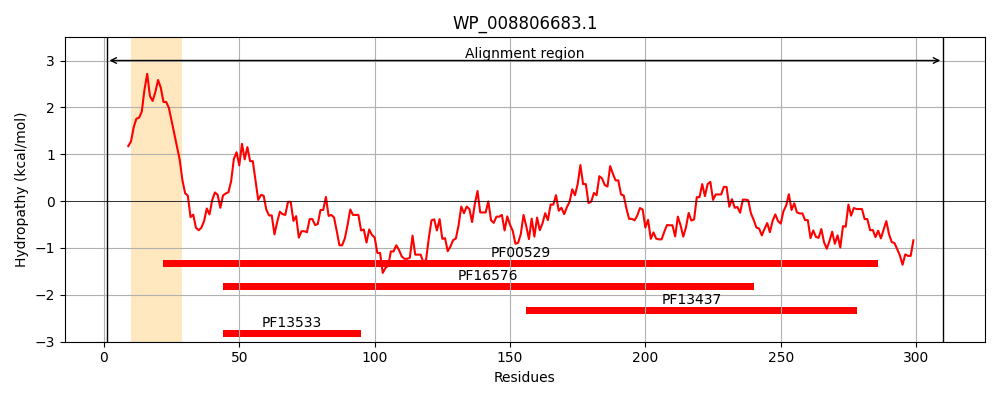 WP_008806683.1
Alignment region
Hydropathy (kcal/mol)
3
2
1
0
−1
−2
−3
PF00529
PF16576
PF13437
PF13533
0 50 100 150 200 250 300
Residues